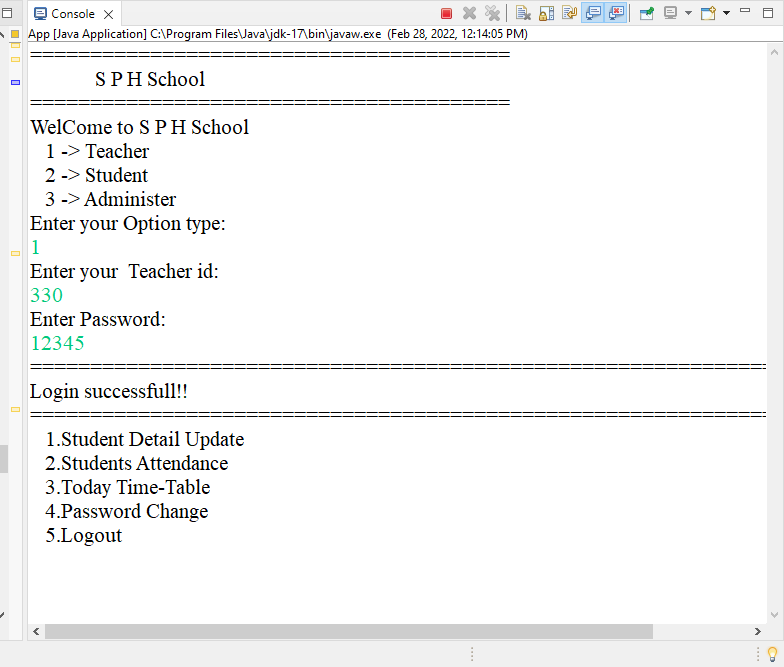 Console
App [Java Application] C:\Program Files\Java\jdk-17\bin\javaw.exe (Feb 28, 2022, 12:14:05 PM)
========================================
S P H School
========================================
WelCome to S P H School
1 -> Teacher
2 -> Student
3 -> Administer
Enter your Option type:
1
Enter your  Teacher id:
330
Enter Password:
12345
=============================================================
Login successfull!!
=============================================================
1.Student Detail Update
2.Students Attendance
3.Today Time-Table
4.Password Change
5.Logout